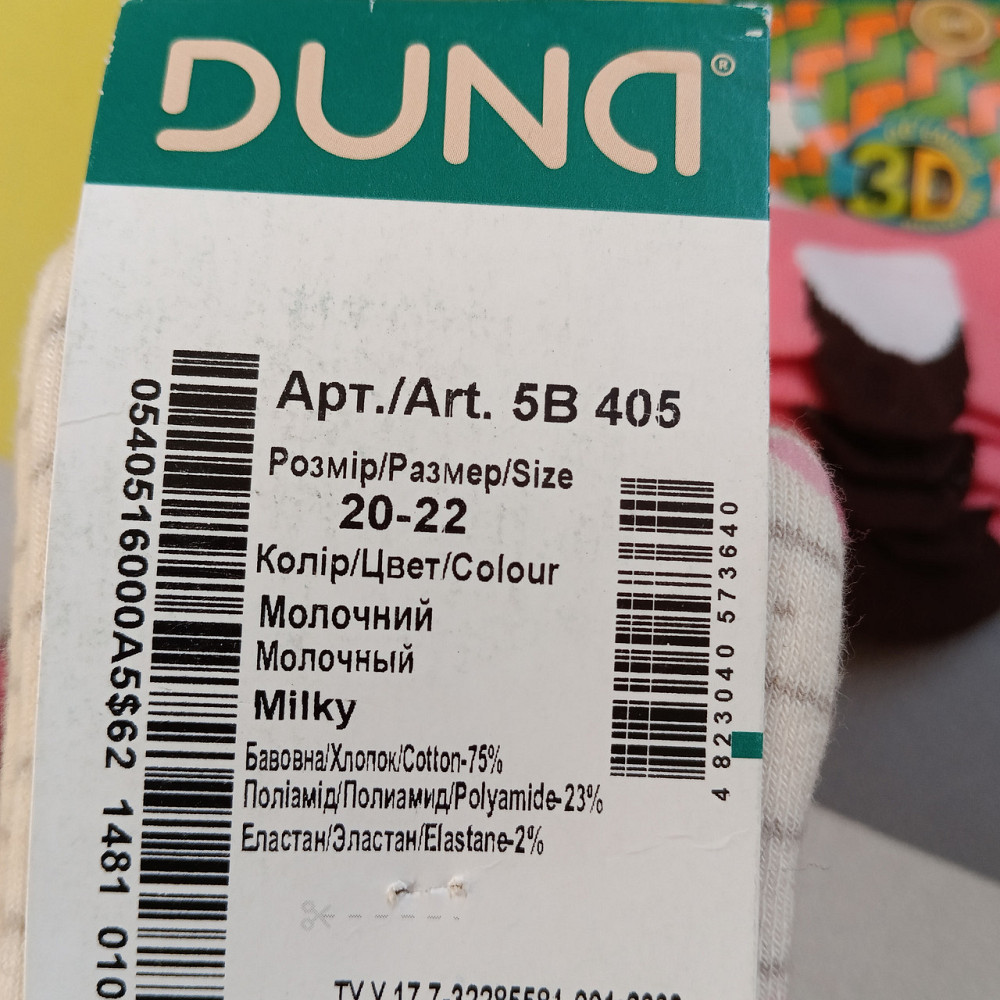 DUNA®
Арт./Art. 5В 405
Розмір/Размер/Size
20-22
Колір/Цвет/Colour
Молочний
Молочный
Milky
Бавовна/Хлопок/Cotton-75%
Поліамід/Полиамид/Polyamide-23%
Еластан/Эластан/Elastane-2%
0540516000A5$62 1481 010
4 823040 573640
3D